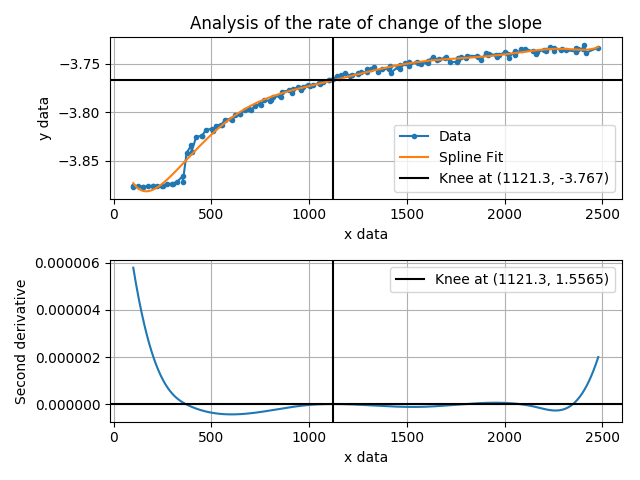 Analysis of the rate of change of the slope
y data
−3.75
−3.80
−3.85
Data
Spline Fit
Knee at (1121.3, -3.767)
0 500 1000 1500 2000 2500
x data
Second derivative
0.000006
0.000004
0.000002
0.000000
Knee at (1121.3, 1.5565)
0 500 1000 1500 2000 2500
x data